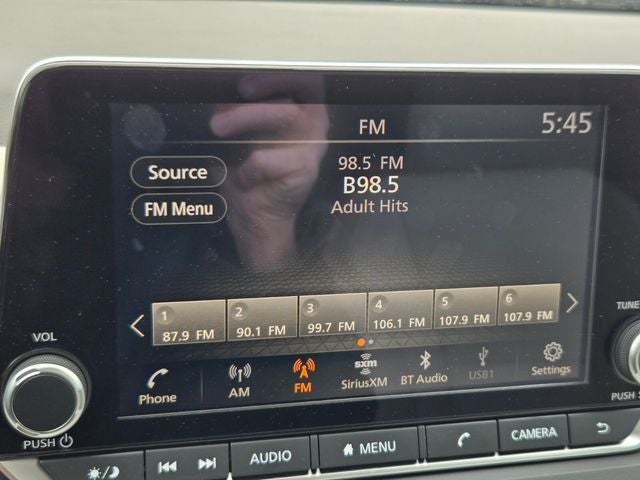 FM
5:45
Source
98.5 FM
B98.5
FM Menu
Adult Hits
1 2 3 4 5 6
87.9 FM 90.1 FM 99.7 FM 106.1 FM 107.9 FM 107.9 FM
VOL
TUNE
Phone AM FM sxm SiriusXM BT Audio USB1 Settings
PUSH
PUSH
AUDIO MENU CAMERA